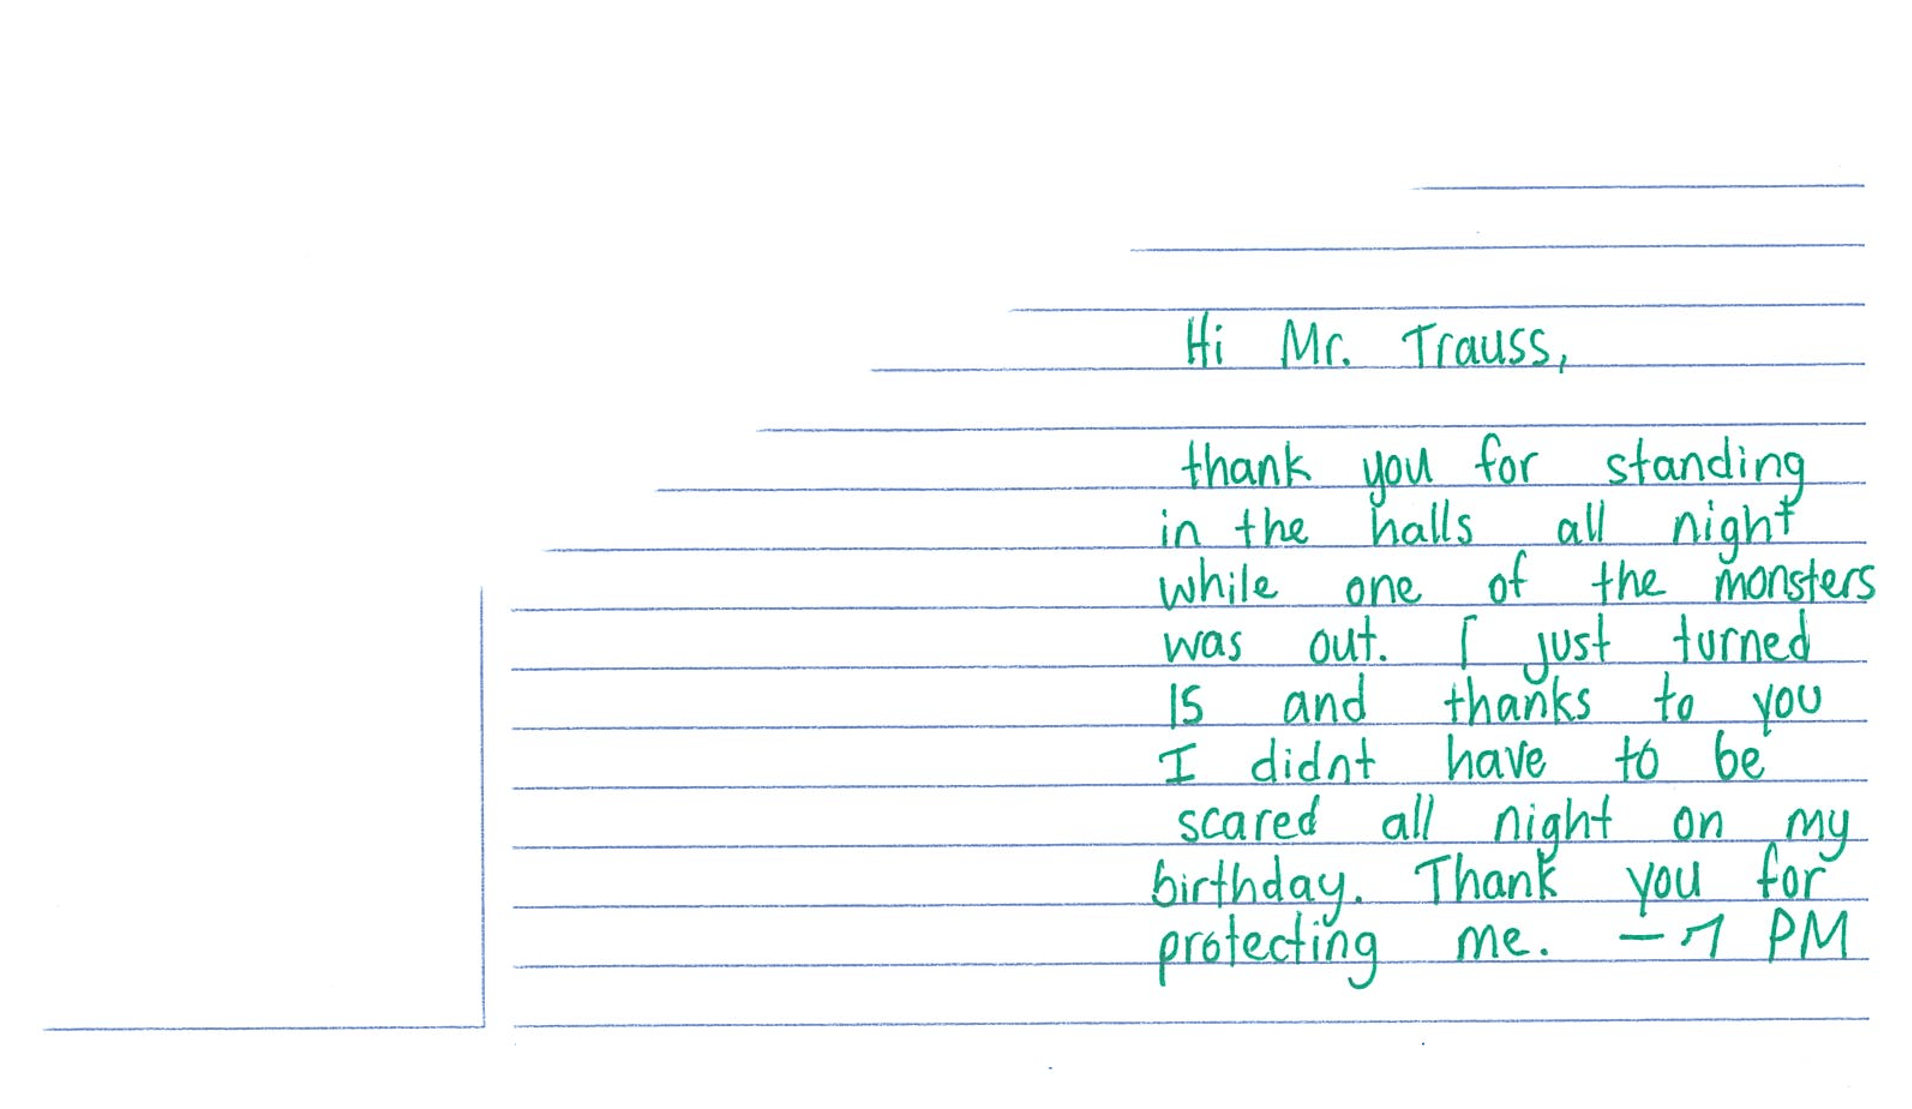 Hi Mr. Trauss,
thank you for standing
in the halls all night
while one of the monsters
was out. I just turned
15 and thanks to you
I didnt have to be
scared all night on my
birthday. Thank you for
protecting me. – 1 PM